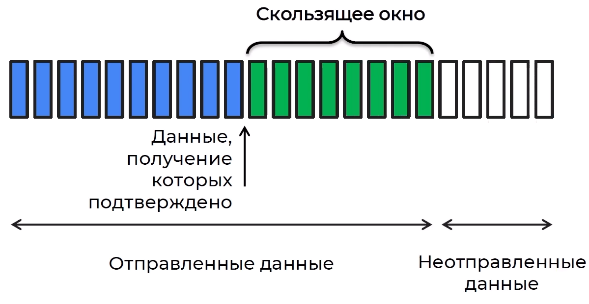 Скользящее окно
Данные,
получение
которых
подтверждено
Отправленные данные
Неотправленные
данные